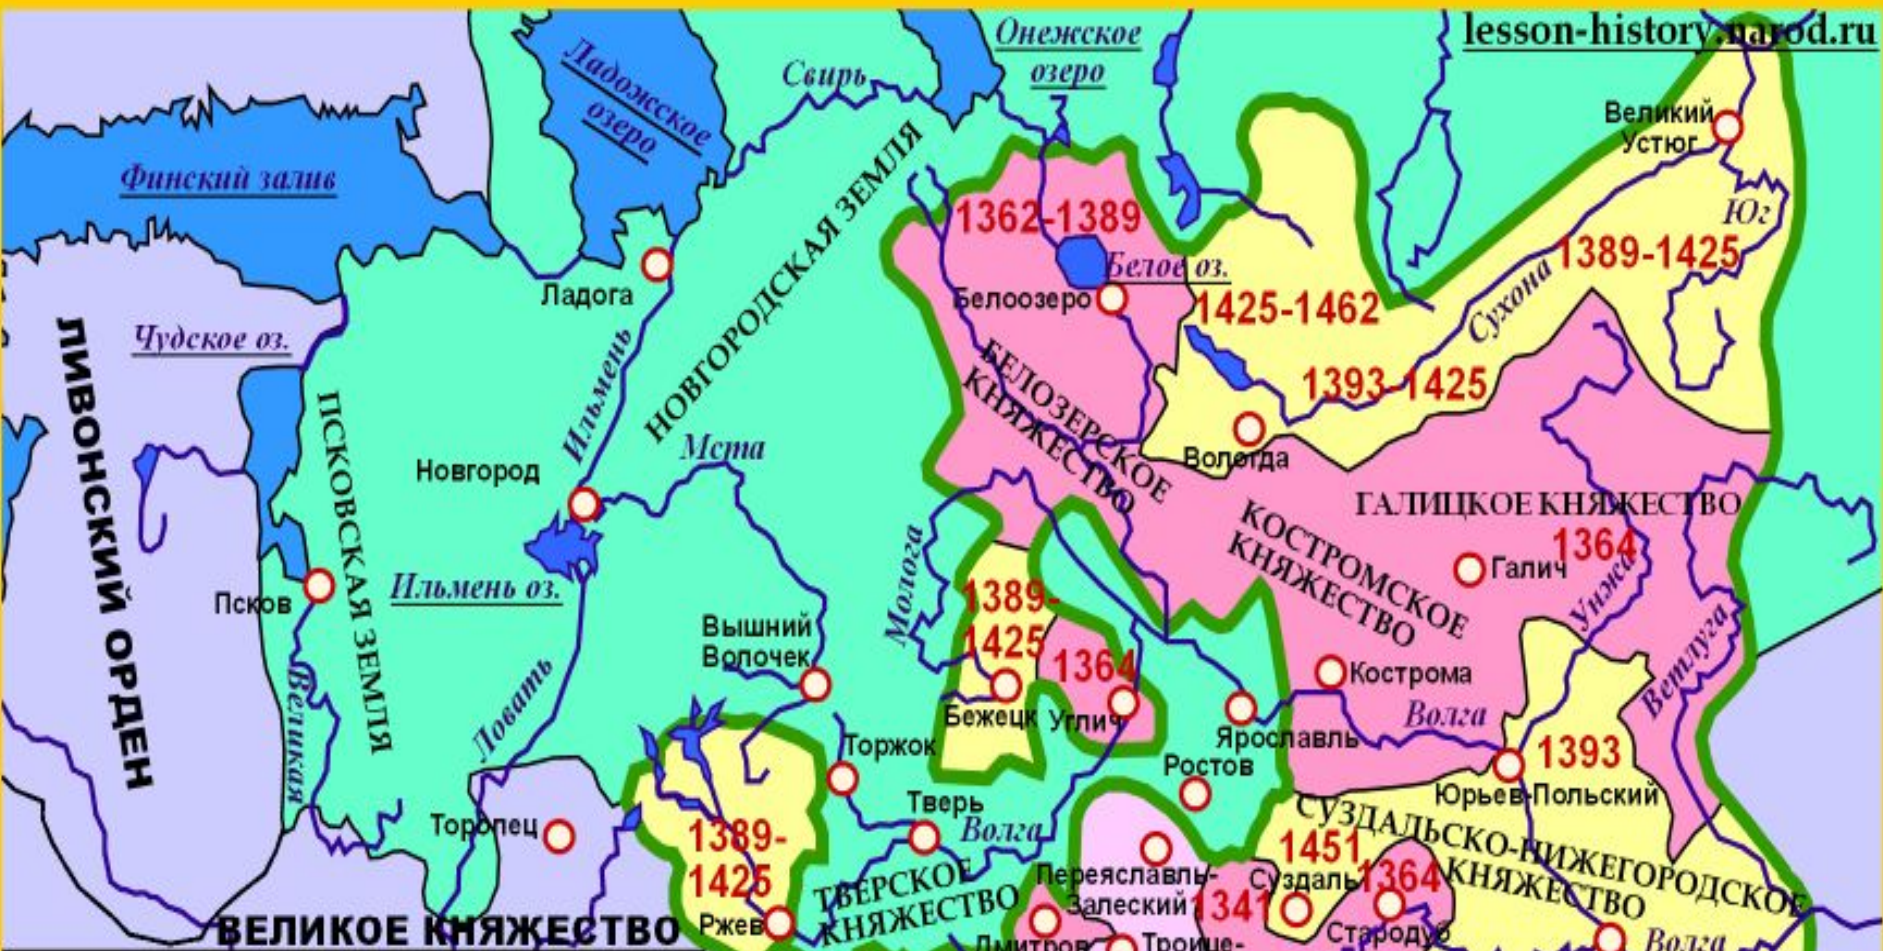 lesson-history.narod.ru
Онежское
озеро
Ладожское
озеро
Свирь
Финский залив
Великий
Устюг
Юг
1362-1389
1389-1425
Белое оз.
Белоозеро
1425-1462
Сухона
1393-1425
Вологда
Ладога
НОВГОРОДСКАЯ ЗЕМЛЯ
Чудское оз.
ЛИВОНСКИЙ ОРДЕН
ПСКОВСКАЯ ЗЕМЛЯ
Ильмень
Мста
Новгород
БЕЛОЗЕРСКОЕ
КНЯЖЕСТВО
ГАЛИЦКОЕ КНЯЖЕСТВО
1364
Галич
КОСТРОМСКОЕ
КНЯЖЕСТВО
Унжа
Ветлуга
Псков
Ильмень оз.
Молога
1389-
1425
Вышний
Волочек
1364
Бежецк
Углич
Кострома
Волга
Великая
Ловать
Ярославль
Ростов
Торжок
1393
Юрьев-Польский
Торопец
Тверь
Волга
1389-
1425
Ржев
ТВЕРСКОЕ
КНЯЖЕСТВО
СУЗДАЛЬСКО-НИЖЕГОРОДСКОЕ
КНЯЖЕСТВО
Переяславль-
Залеский
1451
Суздаль
1364
1341
Стародуб
Волга
Дмитров
Троице-
ВЕЛИКОЕ КНЯЖЕСТВО